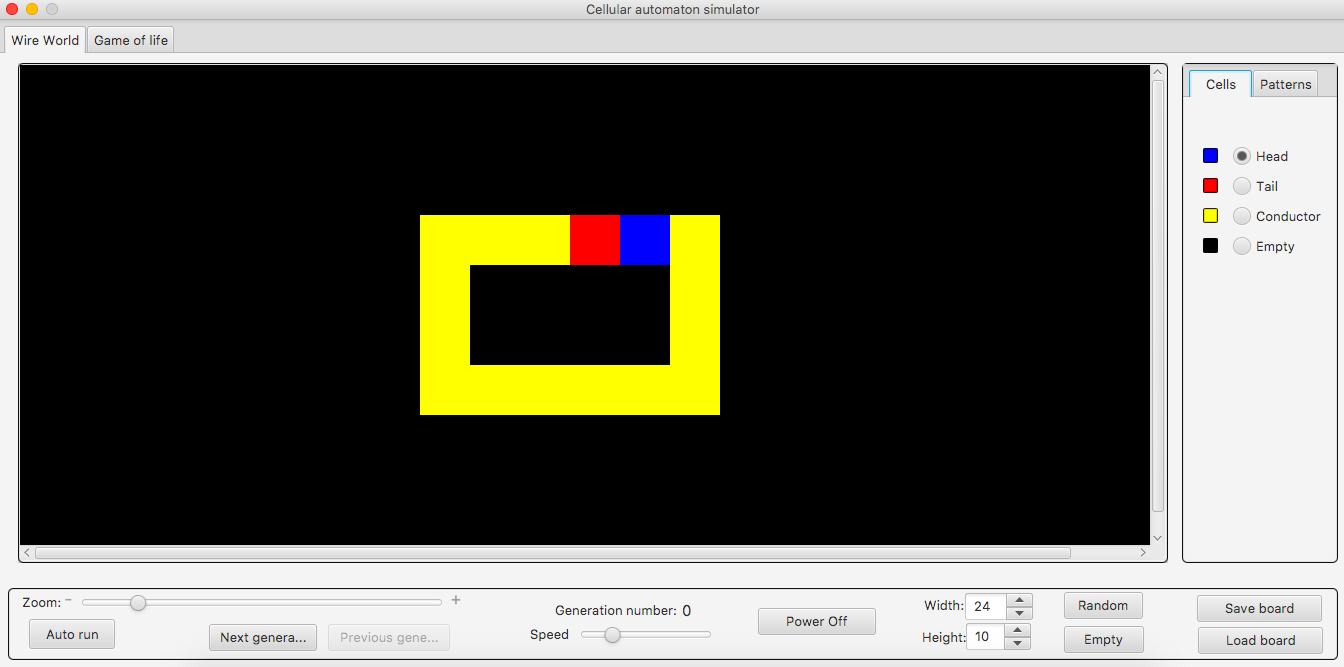 Cellular automaton simulator
Wire World
Game of life
Cells
Patterns
Head
Tail
Conductor
Empty
Zoom: - +
Auto run
Next genera...
Previous gene...
Generation number: 0
Speed
Power Off
Width: 24
Height: 10
Random
Empty
Save board
Load board